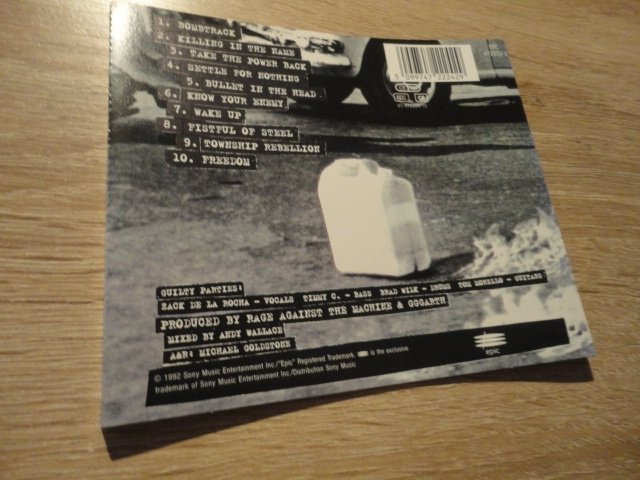 1. BOMBTRACK
2. KILLING IN THE NAME
3. TAKE THE POWER BACK
4. SETTLE FOR NOTHING
5. BULLET IN THE HEAD
6. KNOW YOUR ENEMY
7. WAKE UP
8. FISTFUL OF STEEL
9. TOWNSHIP REBELLION
10. FREEDOM
5 099747 222429
GUILTY PARTIES:
ZACK DE LA ROCHA - VOCALS TIMMY C. - BASS BRAD WILK - DRUMS TOM MORELLO - GUITARS
PRODUCED BY RAGE AGAINST THE MACHINE & GGGARTH
MIXED BY ANDY WALLACE
A&R: MICHAEL GOLDSTONE
epic
© 1992 Sony Music Entertainment Inc./"Epic" Registered Trademark. is the exclusive
trademark of Sony Music Entertainment Inc./Distribution Sony Music